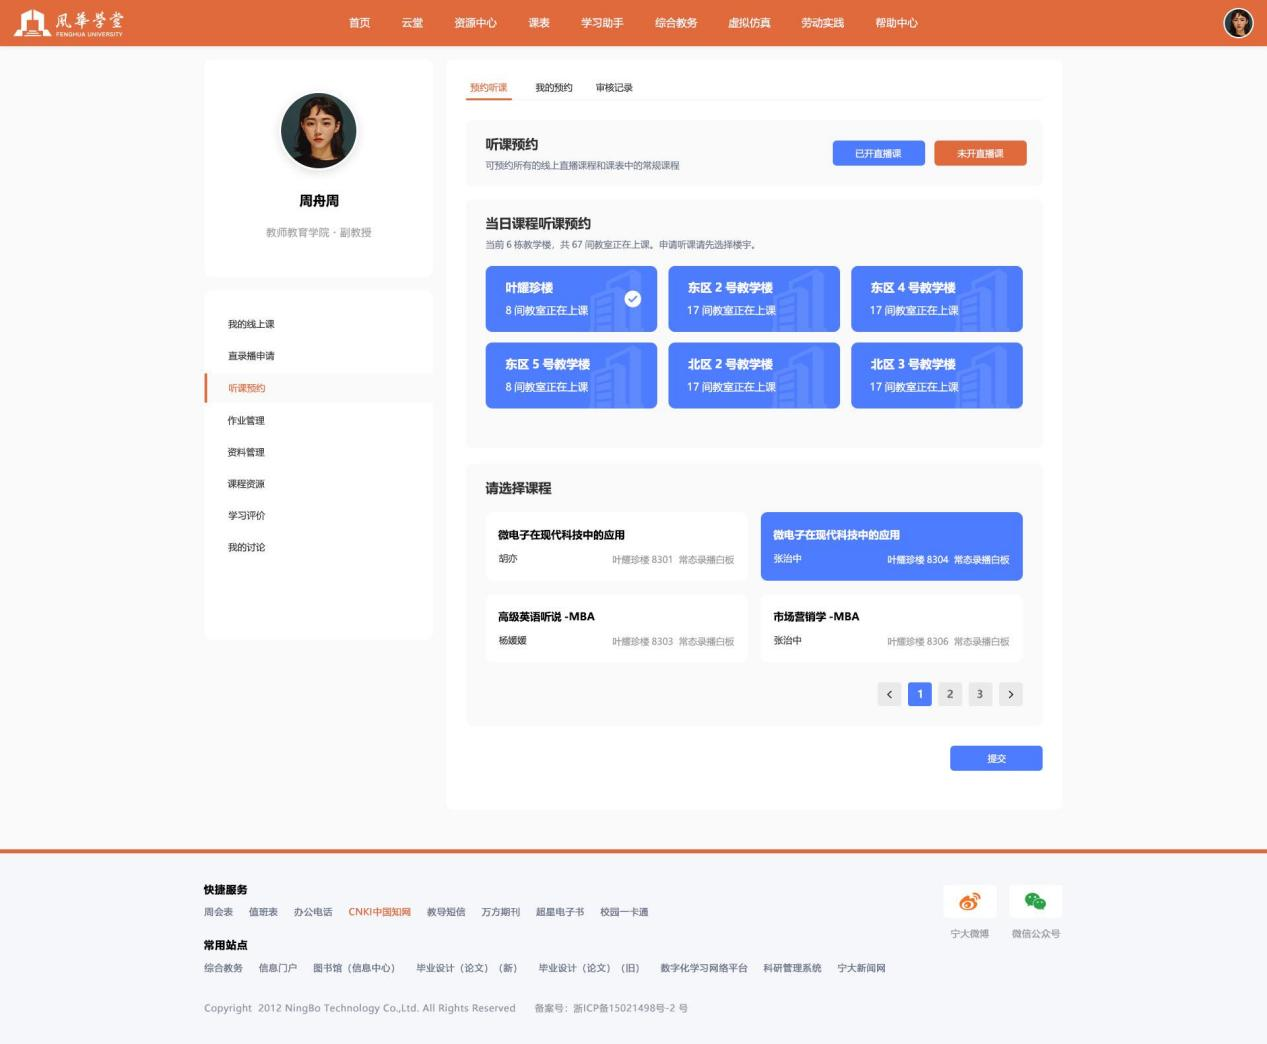 風華学堂
FENGHUA UNIVERSITY
首页 云堂 资源中心 课表 学习助手 综合教务 虚拟仿真 劳动实践 帮助中心
周舟周
教师教育学院 · 副教授
我的线上课
直录播申请
听课预约
作业管理
资料管理
课程资源
学习评价
我的讨论
预约听课 我的预约 审核记录
听课预约
可预约所有的线上直播课程和课表中的常规课程
已开直播课 未开直播课
当日课程听课预约
当前 6 栋教学楼，共 67 间教室正在上课。申请听课请先选择楼宇。
叶耀珍楼
8 间教室正在上课
东区 2 号教学楼
17 间教室正在上课
东区 4 号教学楼
17 间教室正在上课
东区 5 号教学楼
8 间教室正在上课
北区 2 号教学楼
17 间教室正在上课
北区 3 号教学楼
17 间教室正在上课
请选择课程
微电子在现代科技中的应用
胡亦 叶耀珍楼 8301 常态录播白板
微电子在现代科技中的应用
张治中 叶耀珍楼 8304 常态录播白板
高级英语听说 -MBA
杨媛媛 叶耀珍楼 8303 常态录播白板
市场营销学 -MBA
张治中 叶耀珍楼 8306 常态录播白板
< 1 2 3 >
提交
快捷服务
周会表 值班表 办公电话 CNKI中国知网 教导短信 万方期刊 超星电子书 校园一卡通
常用站点
综合教务 信息门户 图书馆（信息中心） 毕业设计（论文）（新） 毕业设计（论文）（旧） 数字化学习网络平台 科研管理系统 宁大新闻网
宁大微博 微信公众号
Copyright 2012 NingBo Technology Co.,Ltd. All Rights Reserved 备案号：浙ICP备15021498号-2 号